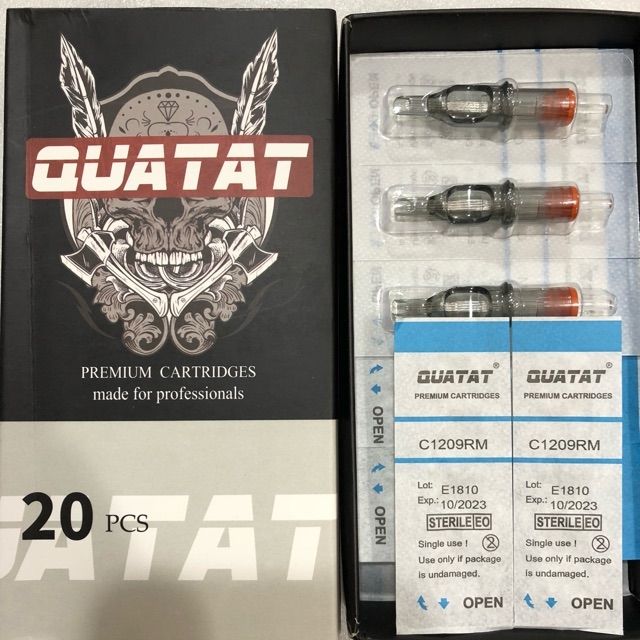 QUATAT
PREMIUM CARTRIDGES
made for professionals
20 PCS
QUATAT
OPEN
OPEN
QUATAT®
PREMIUM CARTRIDGES
C1209RM
Lot: E1810
Exp.: 10/2023
STERILE EO
Single use !
Use only if package
is undamaged.
OPEN
QUATAT®
PREMIUM CARTRIDGES
C1209RM
Lot: E1810
Exp.: 10/2023
STERILE EO
Single use !
Use only if package
is undamaged.
OPEN